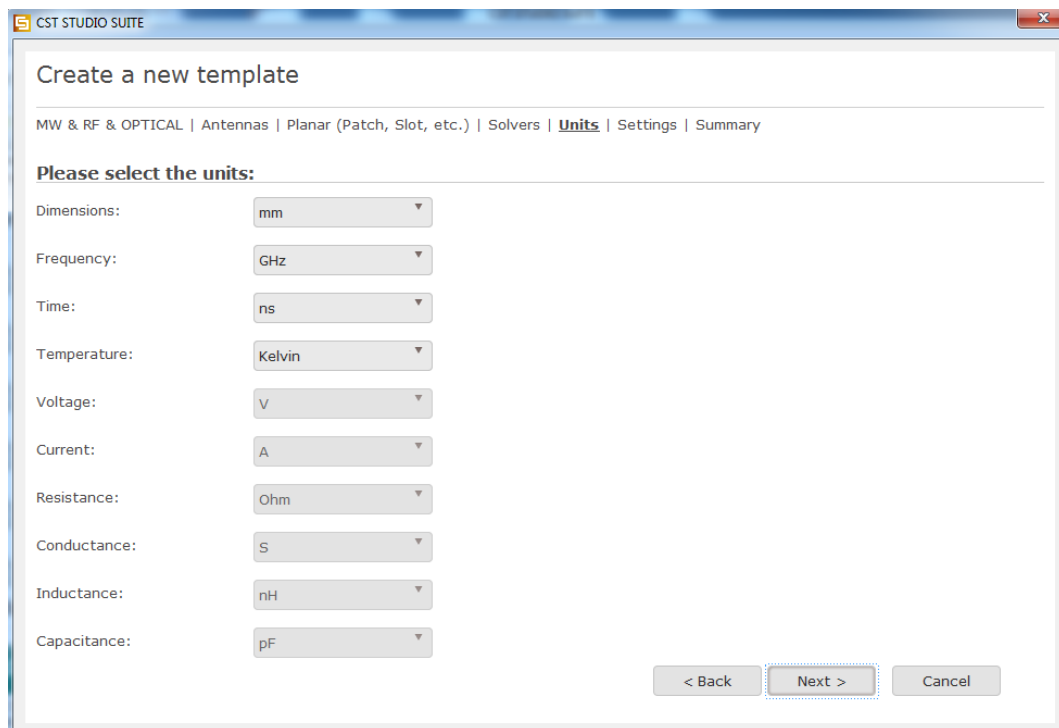 CST STUDIO SUITE
x
Create a new template
MW & RF & OPTICAL | Antennas | Planar (Patch, Slot, etc.) | Solvers | Units | Settings | Summary
Please select the units:
Dimensions: mm
Frequency: GHz
Time: ns
Temperature: Kelvin
Voltage: V
Current: A
Resistance: Ohm
Conductance: S
Inductance: nH
Capacitance: pF
< Back Next > Cancel